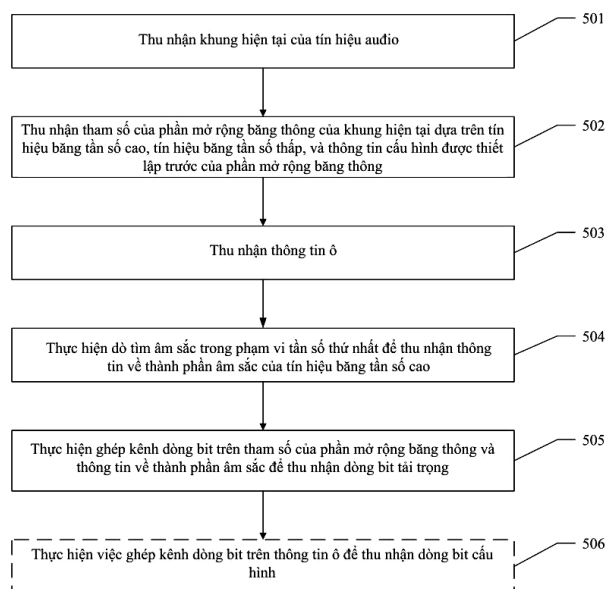 Thu nhận khung hiện tại của tín hiệu auđio
501
Thu nhận tham số của phần mở rộng băng thông của khung hiện tại dựa trên tín
hiệu băng tần số cao, tín hiệu băng tần số thấp, và thông tin cấu hình được thiết
lập trước của phần mở rộng băng thông
502
Thu nhận thông tin ô
503
Thực hiện dò tìm âm sắc trong phạm vi tần số thứ nhất để thu nhận thông
tin về thành phần âm sắc của tín hiệu băng tần số cao
504
Thực hiện ghép kênh dòng bit trên tham số của phần mở rộng băng thông và
thông tin về thành phần âm sắc để thu nhận dòng bit tải trọng
505
Thực hiện việc ghép kênh dòng bit trên thông tin ô để thu nhận dòng bit cấu
hình
506